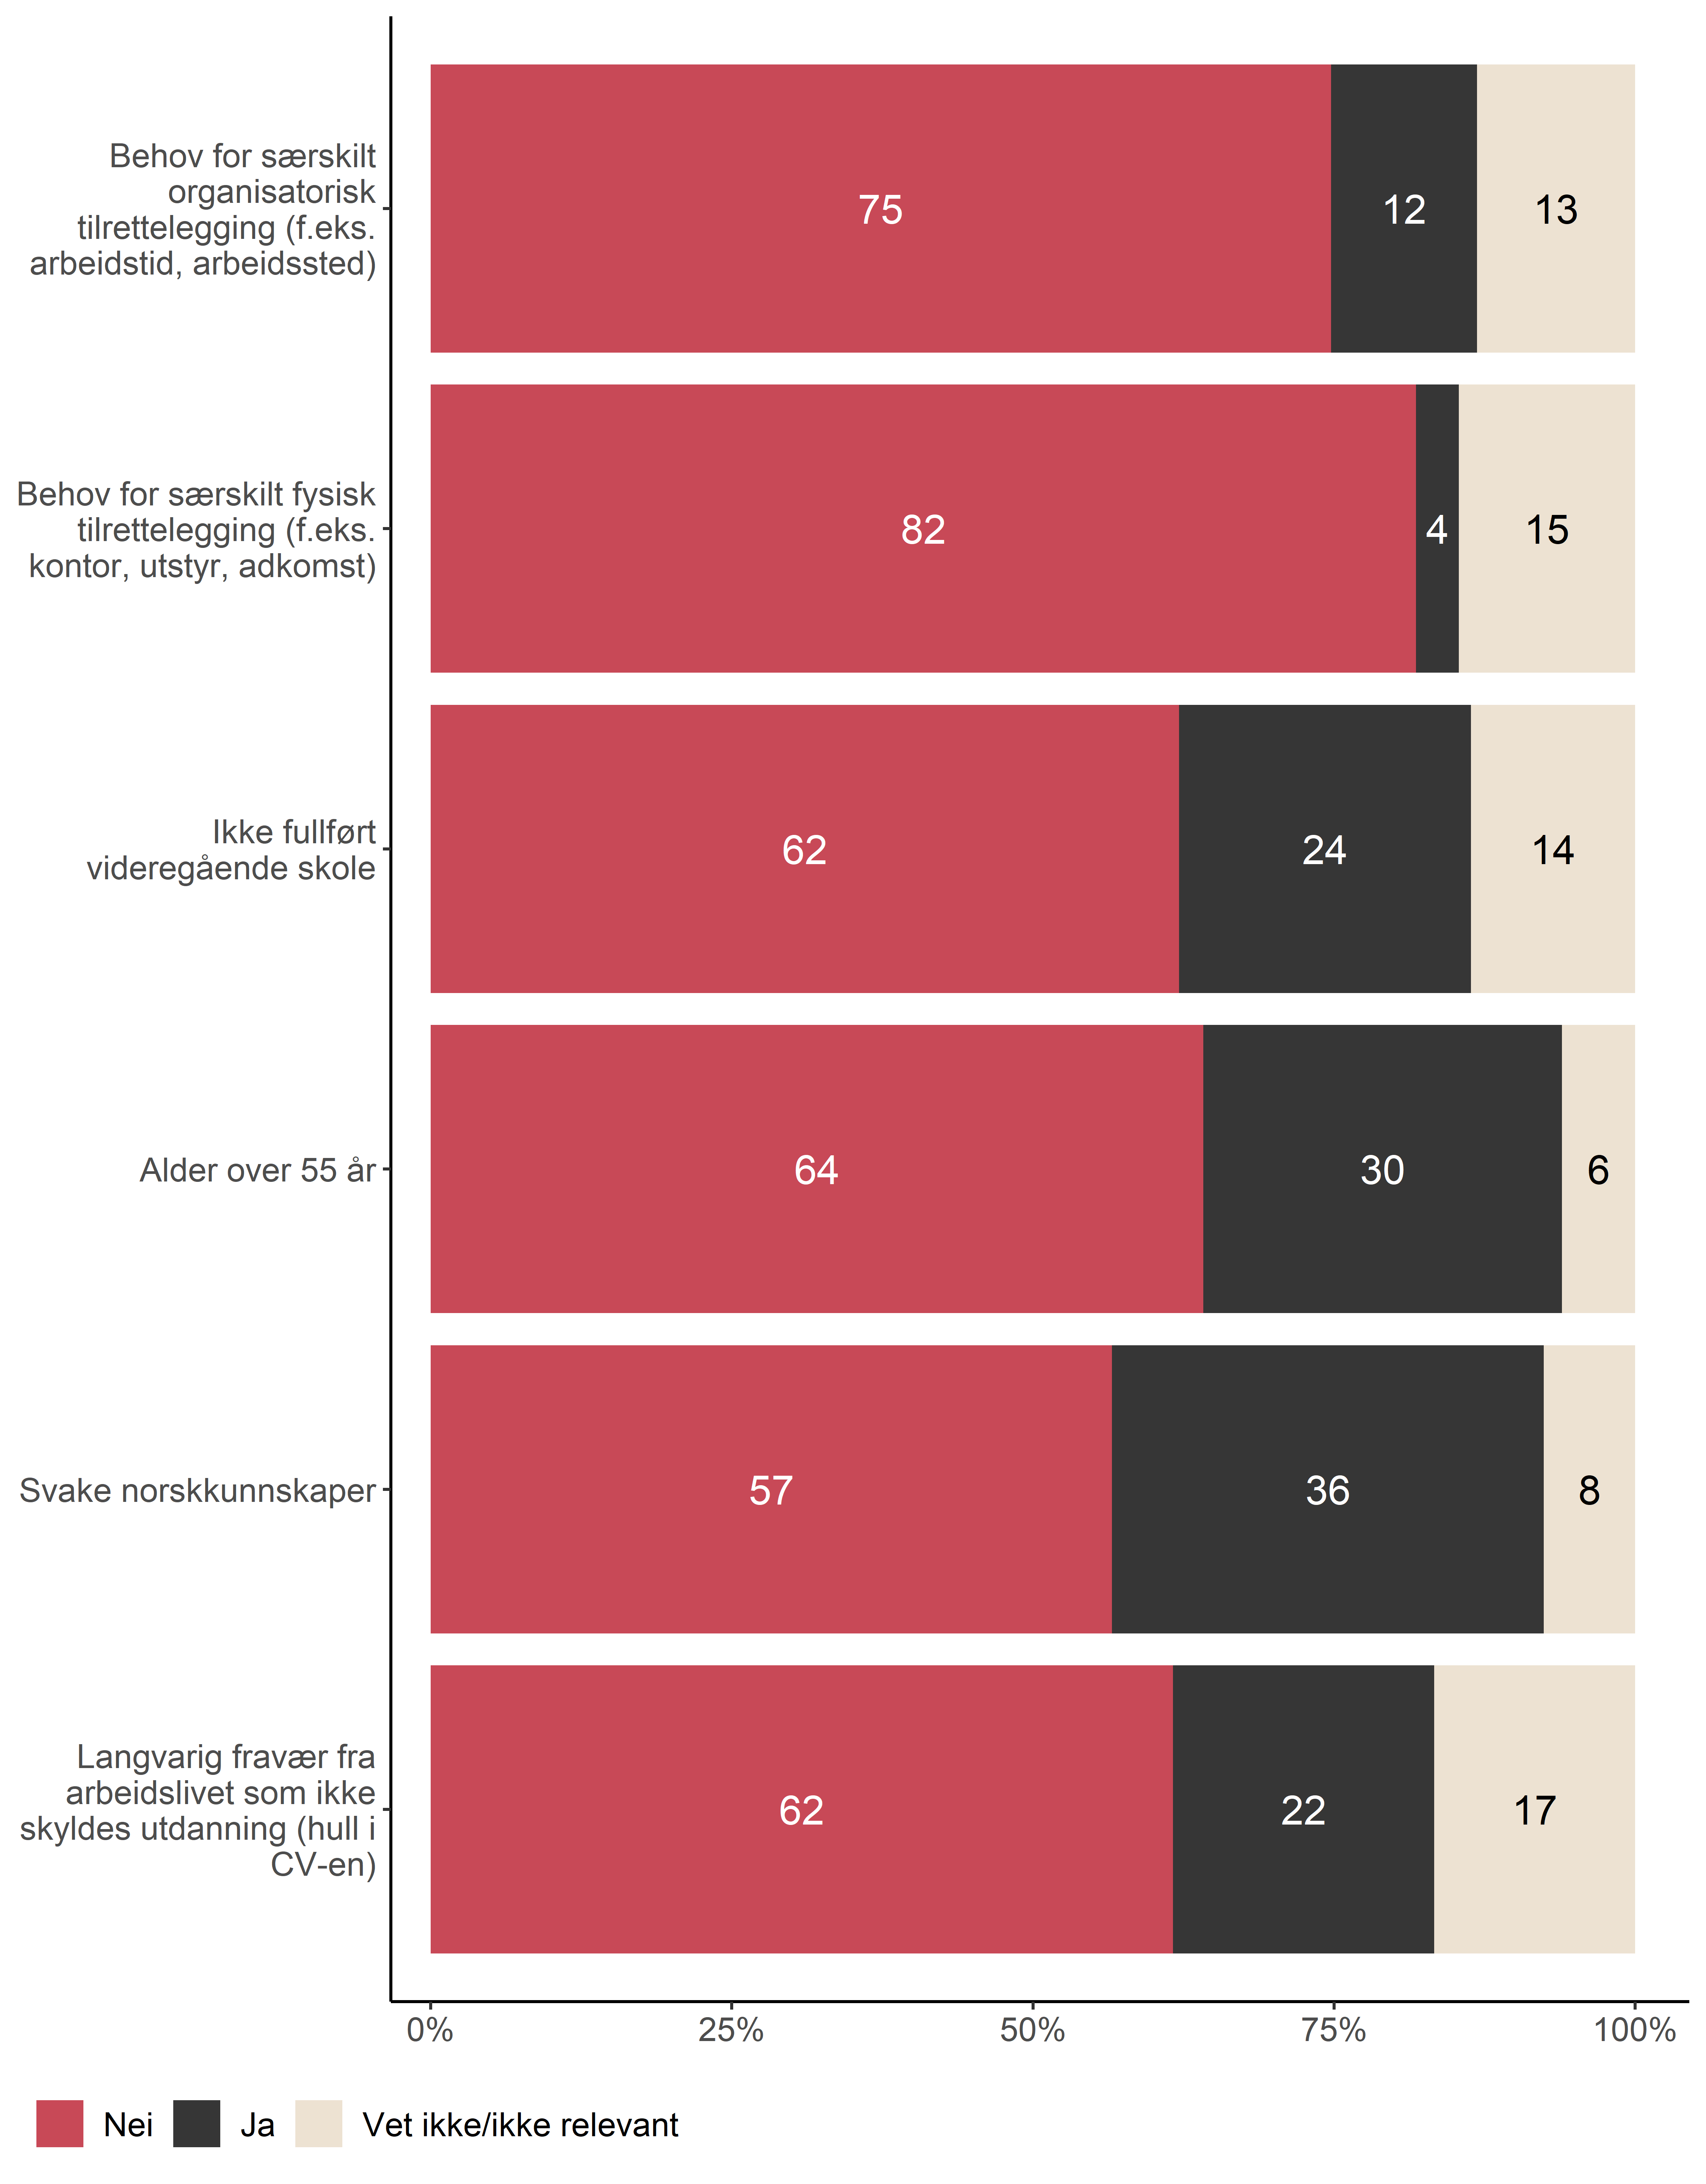 Behov for særskilt
organisatorisk
tilrettelegging (f.eks.
arbeidstid, arbeidssted)
75
12
13
Behov for særskilt fysisk
tilrettelegging (f.eks.
kontor, utstyr, adkomst)
82
4
15
Ikke fullført
videregående skole
62
24
14
Alder over 55 år
64
30
6
Svake norskkunnskaper
57
36
8
Langvarig fravær fra
arbeidslivet som ikke
skyldes utdanning (hull i
CV-en)
62
22
17
0%
25%
50%
75%
100%
Nei
Ja
Vet ikke/ikke relevant